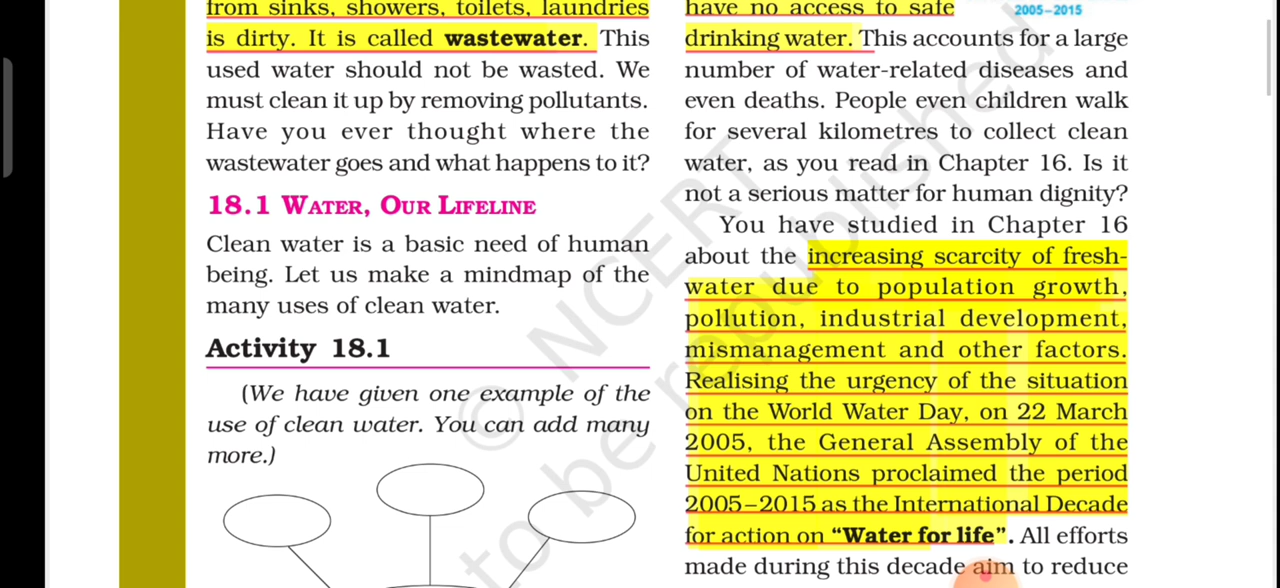 from sinks, showers, toilets, laundries
is dirty. It is called wastewater. This
used water should not be wasted. We
must clean it up by removing pollutants.
Have you ever thought where the
wastewater goes and what happens to it?
18.1 WATER, OUR LIFELINE
Clean water is a basic need of human
being. Let us make a mindmap of the
many uses of clean water.
Activity 18.1
(We have given one example of the
use of clean water. You can add many
more.)
have no access to safe
2005–2015
drinking water. This accounts for a large
number of water-related diseases and
even deaths. People even children walk
for several kilometres to collect clean
water, as you read in Chapter 16. Is it
not a serious matter for human dignity?
You have studied in Chapter 16
about the increasing scarcity of fresh-
water due to population growth,
pollution, industrial development,
mismanagement and other factors.
Realising the urgency of the situation
on the World Water Day, on 22 March
2005, the General Assembly of the
United Nations proclaimed the period
2005–2015 as the International Decade
for action on “Water for life”. All efforts
made during this decade aim to reduce
© NCERT
to be republished